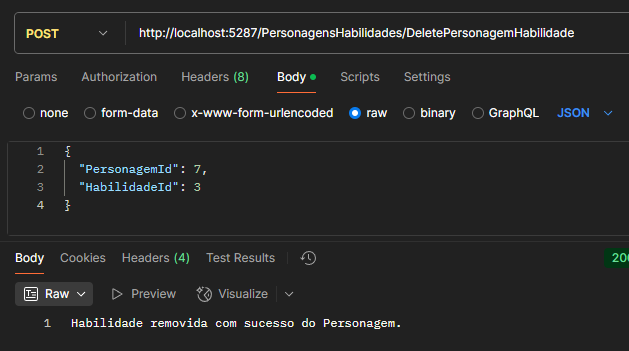 POST http://localhost:5287/PersonagensHabilidades/DeletePersonagemHabilidade
Params Authorization Headers (8) Body Scripts Settings
none form-data x-www-form-urlencoded raw binary GraphQL JSON
1 {
2 "PersonagemId": 7,
3 "HabilidadeId": 3
4 }
Body Cookies Headers (4) Test Results
Raw Preview Visualize
1 Habilidade removida com sucesso do Personagem.